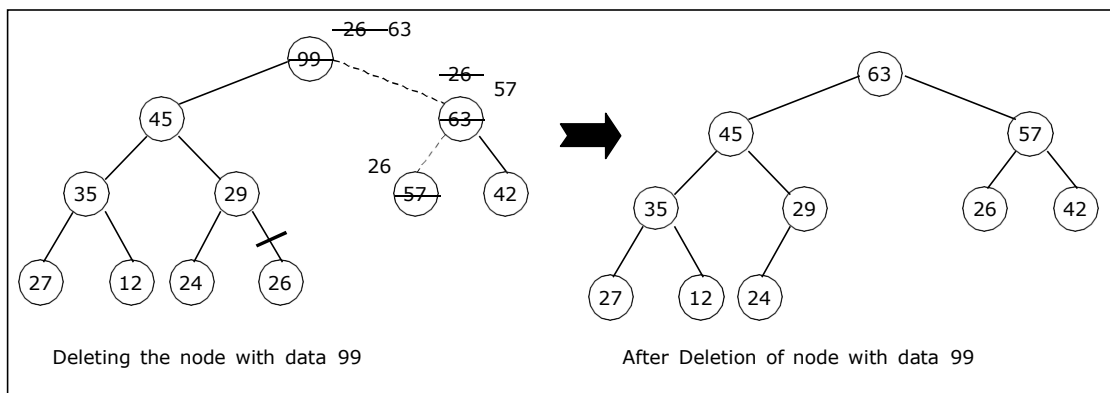 26 63
99 63
26
57
45 63 45 57
26
35 29 57 42 35 29 26 42
27 12 24 26 27 12 24
Deleting the node with data 99 After Deletion of node with data 99